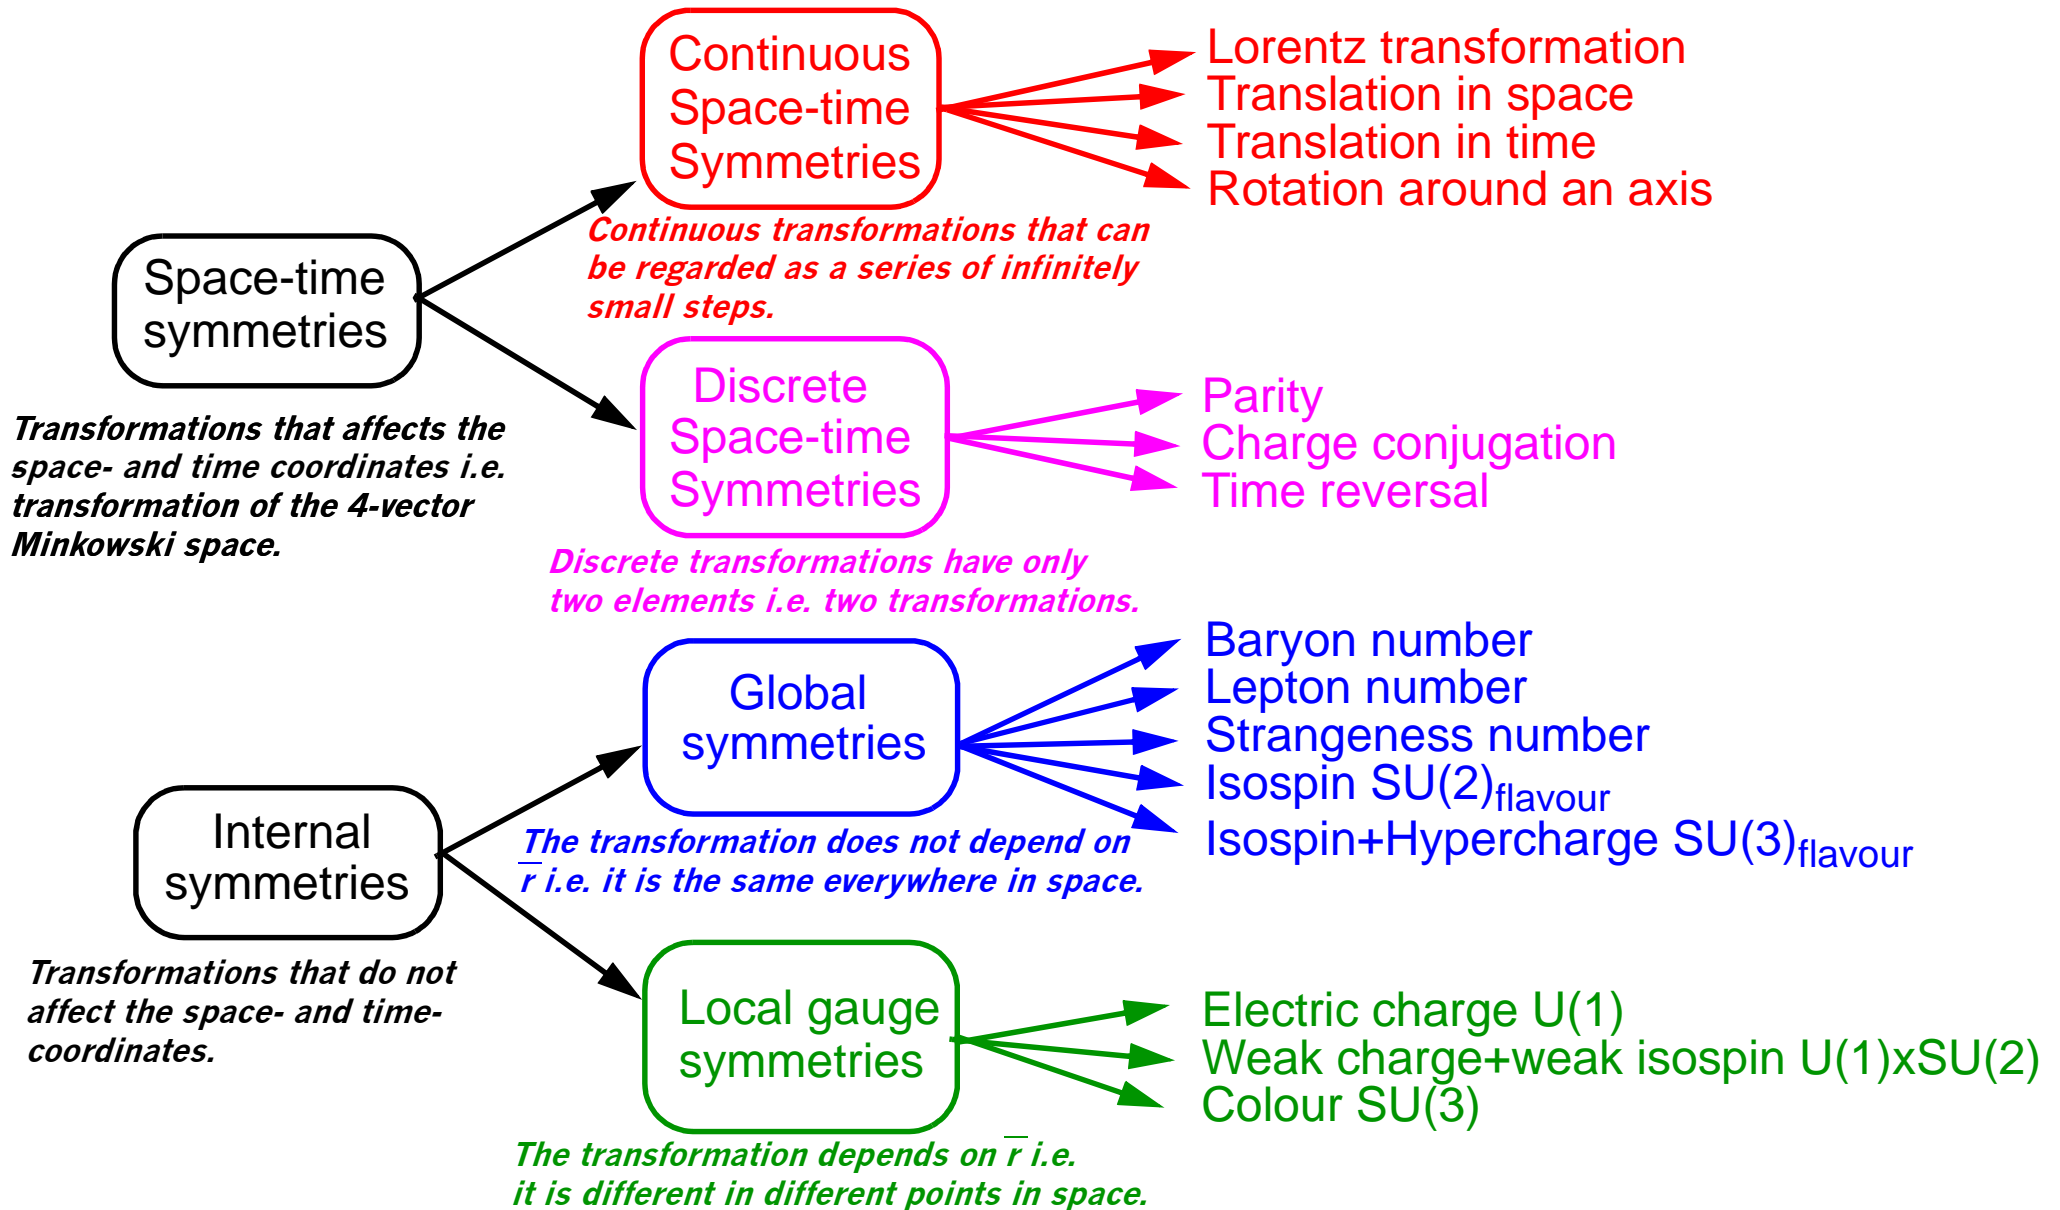 Continuous
Space-time
Symmetries
Lorentz transformation
Translation in space
Translation in time
Rotation around an axis
Continuous transformations that can
be regarded as a series of infinitely
small steps.
Space-time
symmetries
Transformations that affects the
space- and time coordinates i.e.
transformation of the 4-vector
Minkowski space.
Discrete
Space-time
Symmetries
Parity
Charge conjugation
Time reversal
Discrete transformations have only
two elements i.e. two transformations.
Global
symmetries
Baryon number
Lepton number
Strangeness number
Isospin SU(2)flavour
Isospin+Hypercharge SU(3)flavour
The transformation does not depend on
r̅ i.e. it is the same everywhere in space.
Internal
symmetries
Transformations that do not
affect the space- and time-
coordinates.
Local gauge
symmetries
Electric charge U(1)
Weak charge+weak isospin U(1)xSU(2)
Colour SU(3)
The transformation depends on r̅ i.e.
it is different in different points in space.